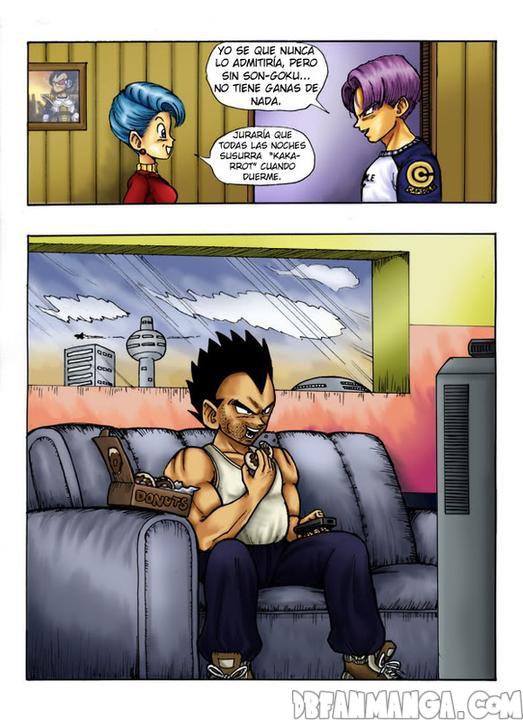 YO SE QUE NUNCA
LO ADMITIRÍA, PERO
SIN SON-GOKU...
...NO TIENE GANAS DE
NADA.
JURARÍA QUE
TODAS LAS NOCHES
SUSURRA "KAKA-
RROT" CUANDO
DUERME.
DONUTS
DBFANMANGA.COM